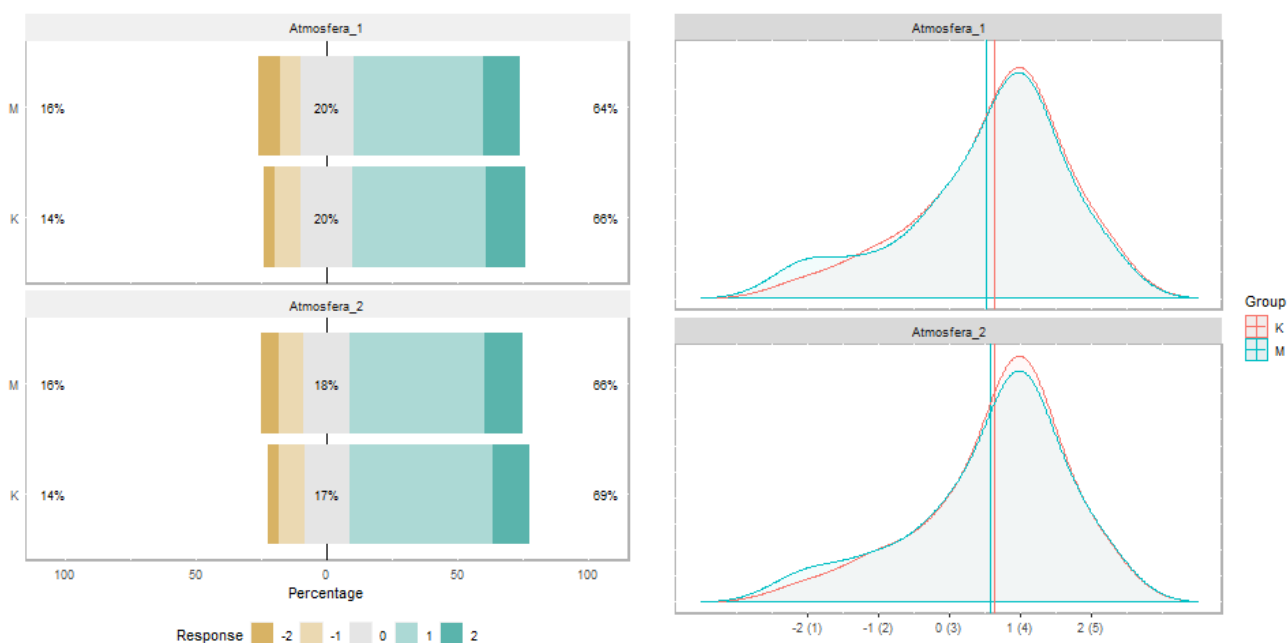 Atmosfera_1
M 16% 20% 64%
K 14% 20% 66%
Atmosfera_2
M 16% 18% 66%
K 14% 17% 69%
100 50 0 50 100
Percentage
Response -2 -1 0 1 2
Atmosfera_1
Atmosfera_2
-2 (1) -1 (2) 0 (3) 1 (4) 2 (5)
Group
K
M